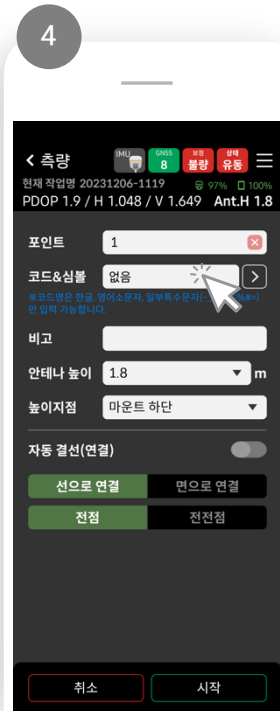 4
측량
IMU
GNSS 8
보정 불량
상태 유동
현재 작업명 20231206-1119 97% 100%
PDOP 1.9 / H 1.048 / V 1.649 Ant.H 1.8
포인트 1
코드&심볼 없음
※코드명은 한글, 영어소문자, 일부특수문자(-, %#=)
만 입력 가능합니다.
비고
안테나 높이 1.8 m
높이지점 마운트 하단
자동 결선(연결)
선으로 연결 면으로 연결
전점 전전점
취소 시작